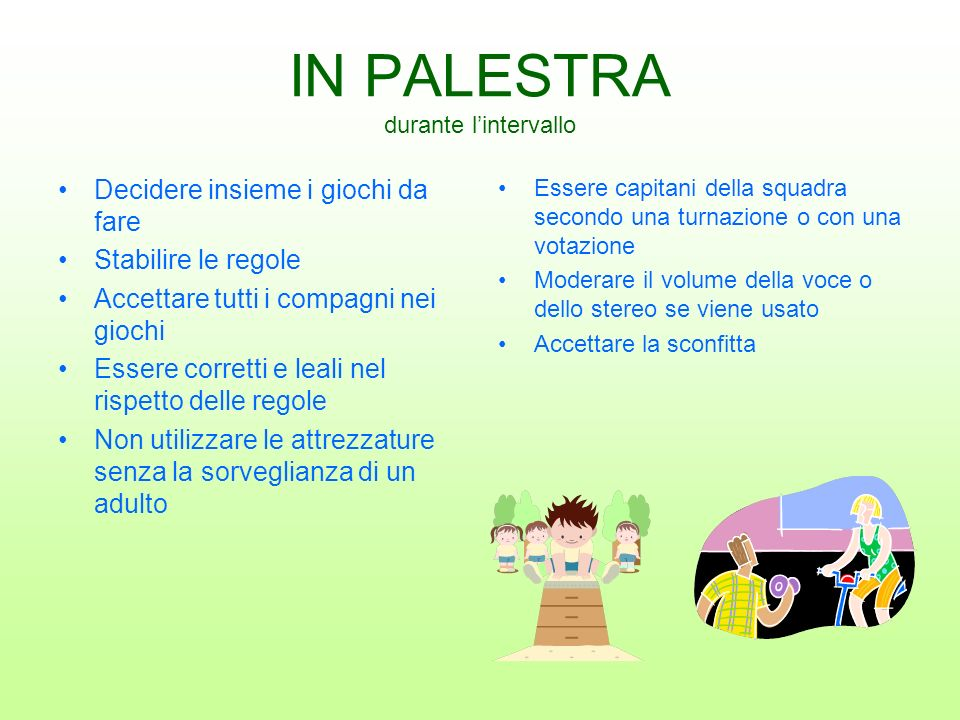 IN PALESTRA
durante l’intervallo
• Decidere insieme i giochi da
fare
• Stabilire le regole
• Accettare tutti i compagni nei
giochi
• Essere corretti e leali nel
rispetto delle regole
• Non utilizzare le attrezzature
senza la sorveglianza di un
adulto
• Essere capitani della squadra
secondo una turnazione o con una
votazione
• Moderare il volume della voce o
dello stereo se viene usato
• Accettare la sconfitta